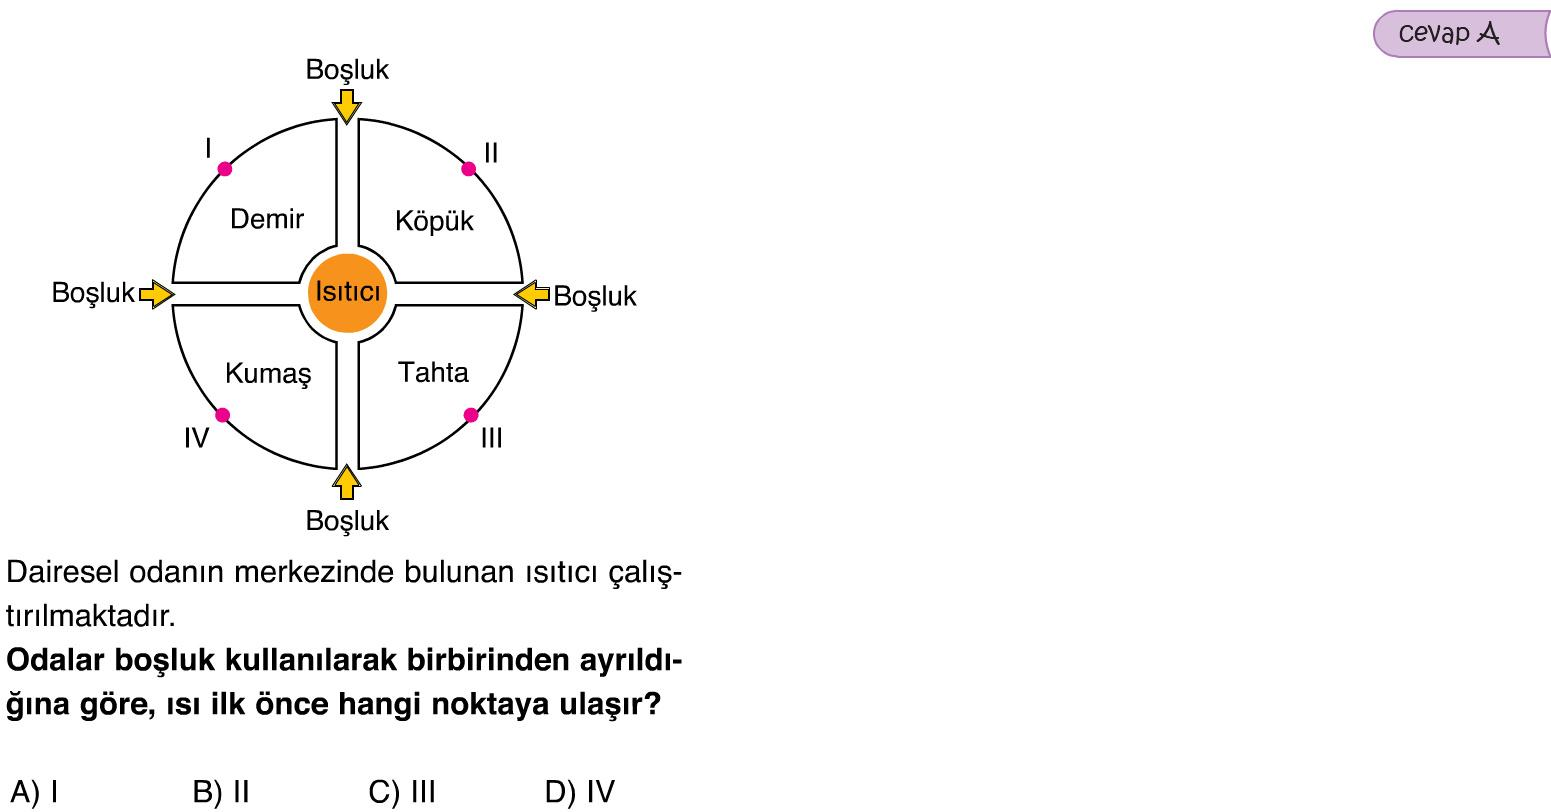 cevap A
Boşluk
I
II
Demir
Köpük
Boşluk
Isıtıcı
Boşluk
Kumaş
Tahta
IV
III
Boşluk
Dairesel odanın merkezinde bulunan ısıtıcı çalış-
tırılmaktadır.
Odalar boşluk kullanılarak birbirinden ayrıldı-
ğına göre, ısı ilk önce hangi noktaya ulaşır?
A) I B) II C) III D) IV